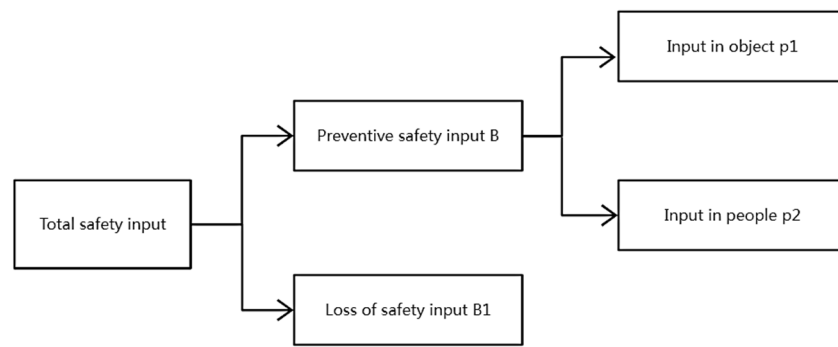 Input in object p1
Preventive safety input B
Input in people p2
Total safety input
Loss of safety input B1